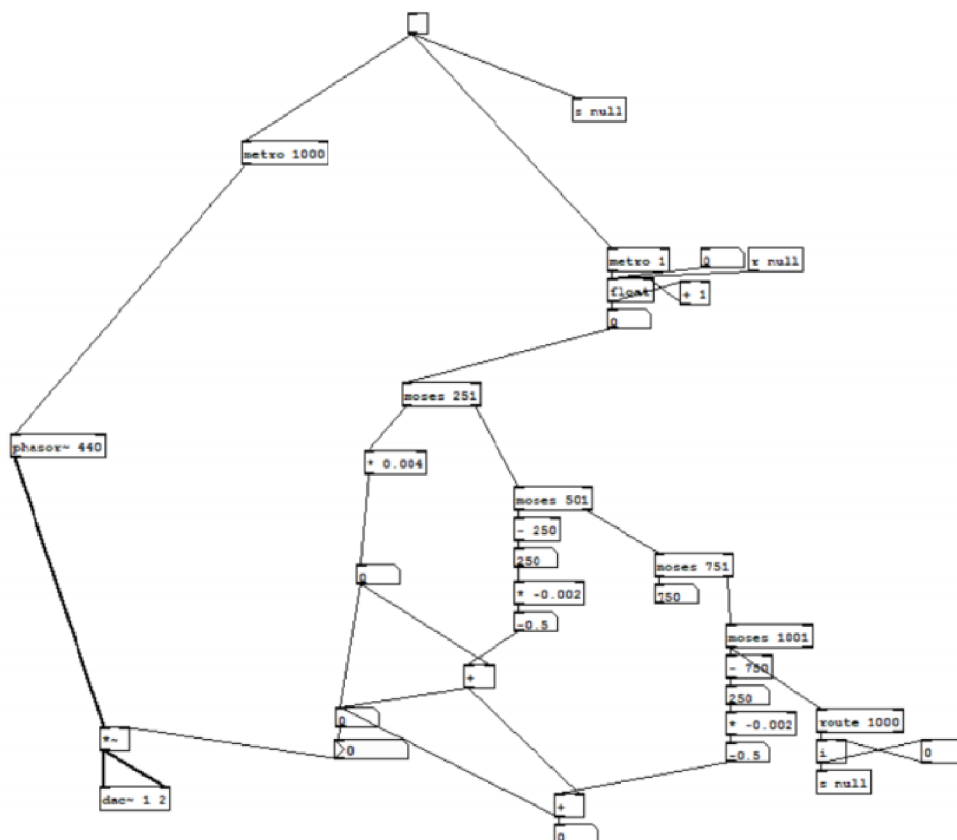 s null
metro 1000
metro 1
0
r null
float
+ 1
0
moses 251
phasor~ 440
* 0.004
moses 501
- 250
250
moses 751
0
* -0.002
750
-0.5
moses 1001
+
- 750
250
0
* -0.002
route 1000
*~
0
-0.5
i
0
s null
dac~ 1 2
+
0